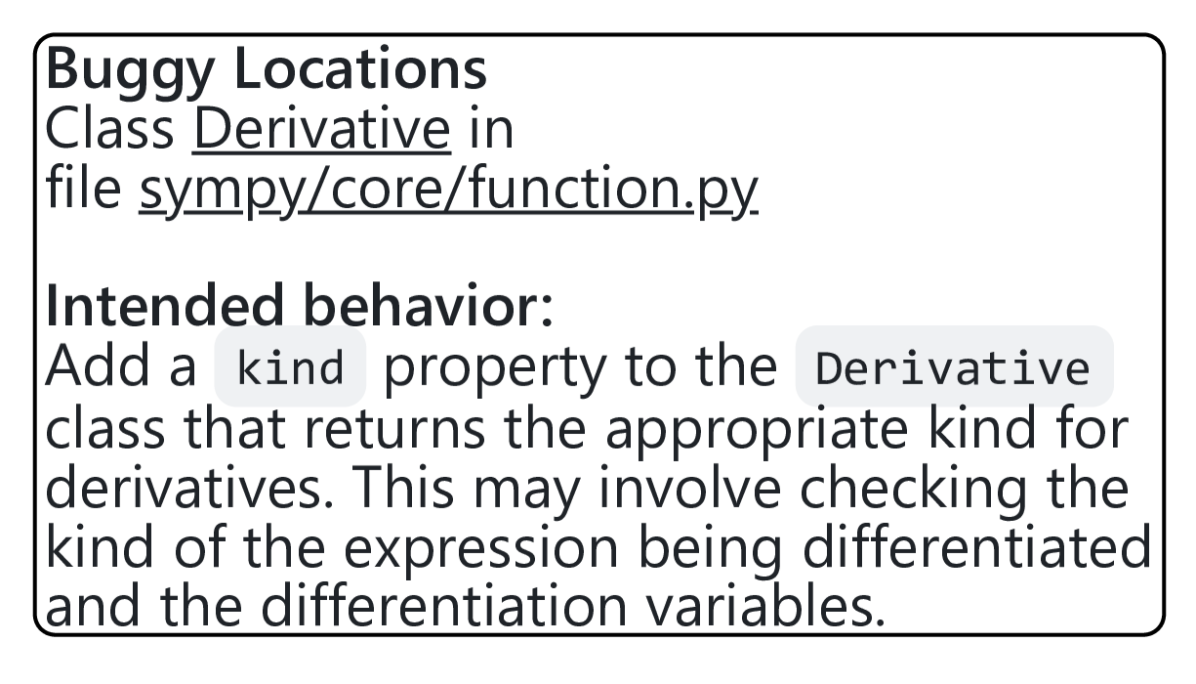 Buggy Locations
Class Derivative in
file sympy/core/function.py
Intended behavior:
Add a kind property to the Derivative
class that returns the appropriate kind for
derivatives. This may involve checking the
kind of the expression being differentiated
and the differentiation variables.